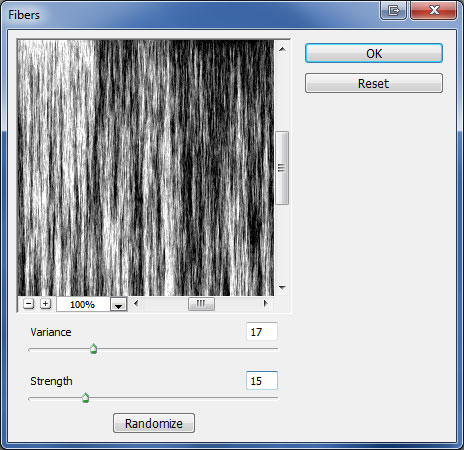 Fibers
OK
Reset
100%
Variance 17
Strength 15
Randomize